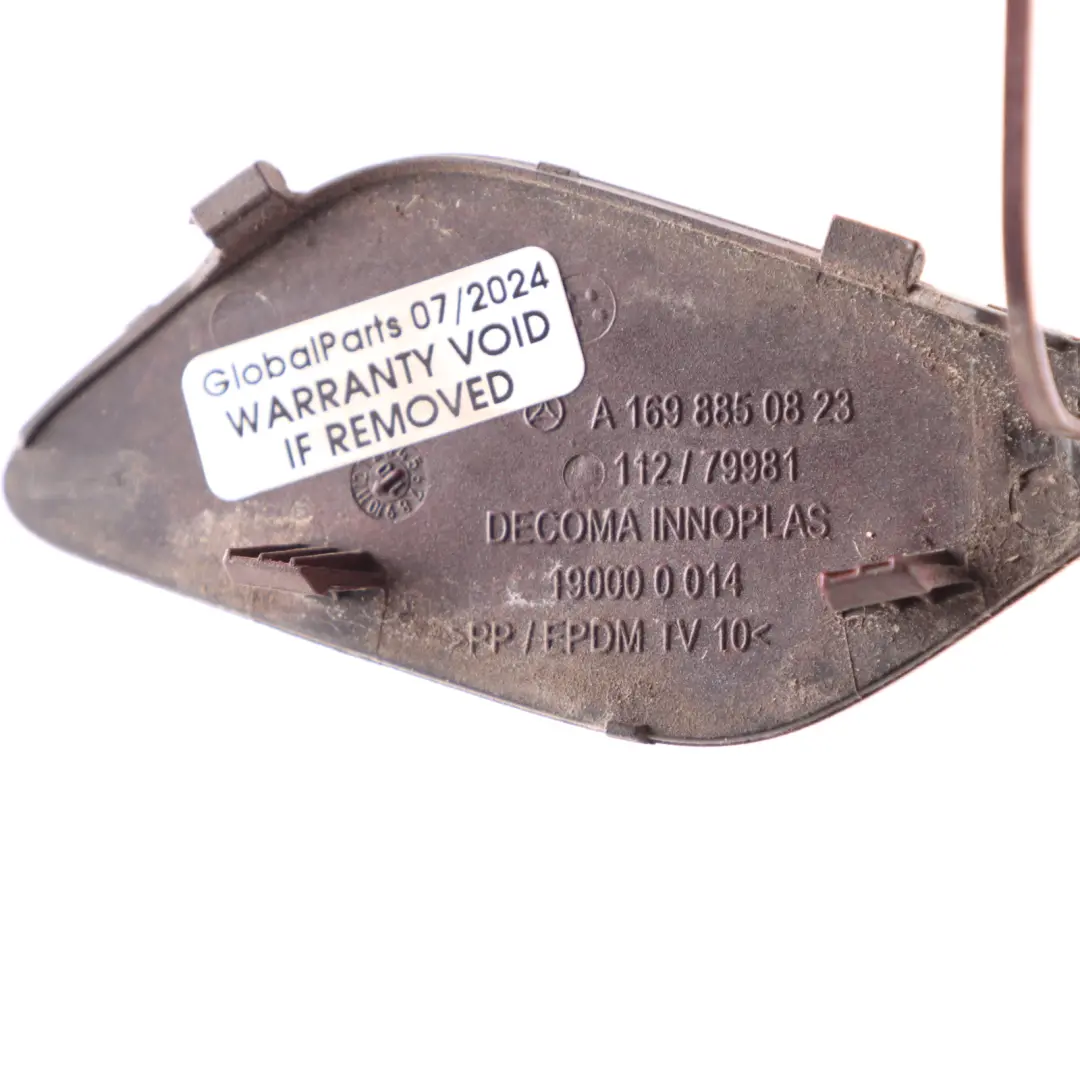 GlobalParts 07/2024
WARRANTY VOID
IF REMOVED
A 169 885 08 23
112 / 79981
DECOMA INNOPLAS
19000 0 014
>PP / EPDM TV 10<